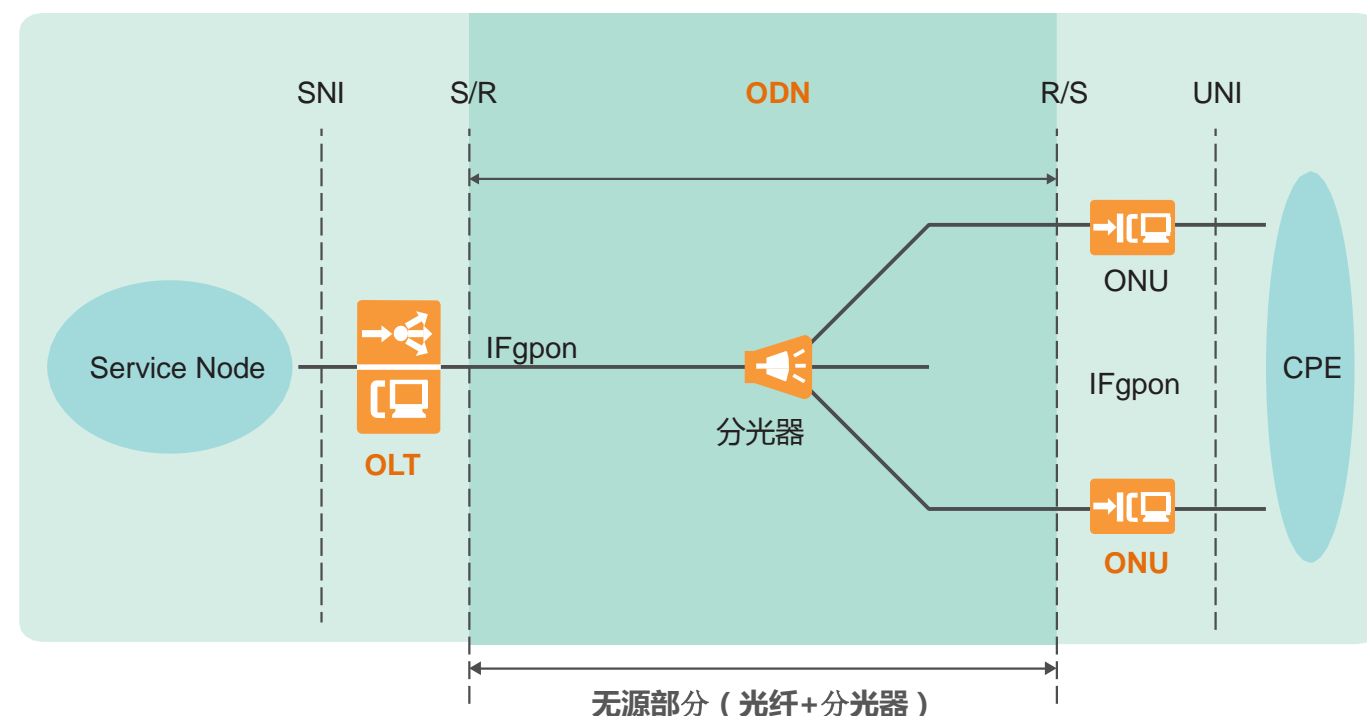 SNI S/R ODN R/S UNI
ONU
IFgpon
Service Node
IFgpon
CPE
分光器
OLT
ONU
无源部分（光纤+分光器）